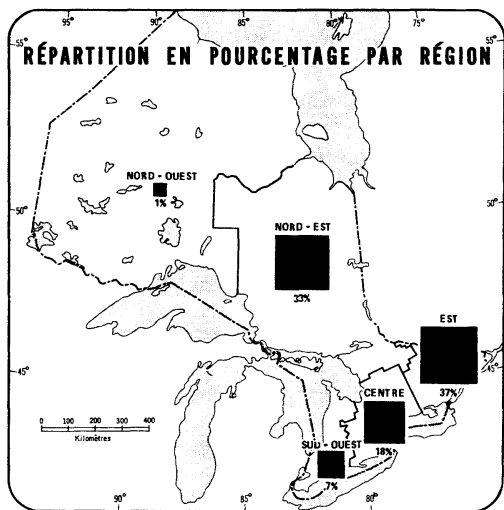 95° 90° 85° 80° 75°
55° 55°
RÉPARTITION EN POURCENTAGE PAR RÉGION
NORD - OUEST
1%
50° 50°
NORD - EST
33%
EST
37%
45° 45°
CENTRE
18%
0 100 200 300 400
Kilomètres
SUD - OUEST
7%
90° 85° 80°